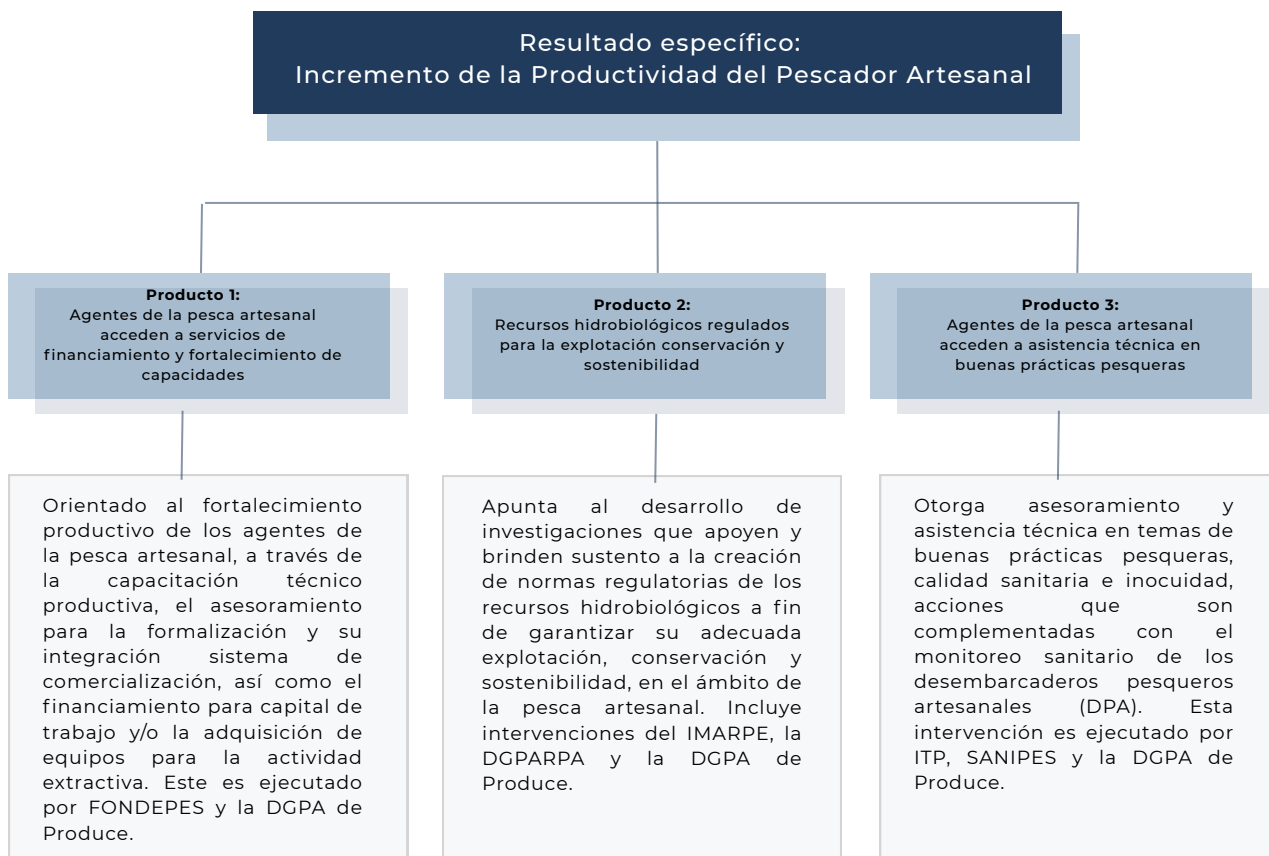 Resultado específico:
Incremento de la Productividad del Pescador Artesanal
Producto 1:
Agentes de la pesca artesanal
acceden a servicios de
financiamiento y fortalecimiento de
capacidades
Orientado al fortalecimiento
productivo de los agentes de
la pesca artesanal, a través de
la capacitación técnico
productiva, el asesoramiento
para la formalización y su
integración sistema de
comercialización, así como el
financiamiento para capital de
trabajo y/o la adquisición de
equipos para la actividad
extractiva. Este es ejecutado
por FONDEPES y la DGPA de
Produce.
Producto 2:
Recursos hidrobiológicos regulados
para la explotación conservación y
sostenibilidad
Apunta al desarrollo de
investigaciones que apoyen y
brinden sustento a la creación
de normas regulatorias de los
recursos hidrobiológicos a fin
de garantizar su adecuada
explotación, conservación y
sostenibilidad, en el ámbito de
la pesca artesanal. Incluye
intervenciones del IMARPE, la
DGPARPA y la DGPA de
Produce.
Producto 3:
Agentes de la pesca artesanal
acceden a asistencia técnica en
buenas prácticas pesqueras
Otorga asesoramiento y
asistencia técnica en temas de
buenas prácticas pesqueras,
calidad sanitaria e inocuidad,
acciones que son
complementadas con el
monitoreo sanitario de los
desembarcaderos pesqueros
artesanales (DPA). Esta
intervención es ejecutado por
ITP, SANIPES y la DGPA de
Produce.